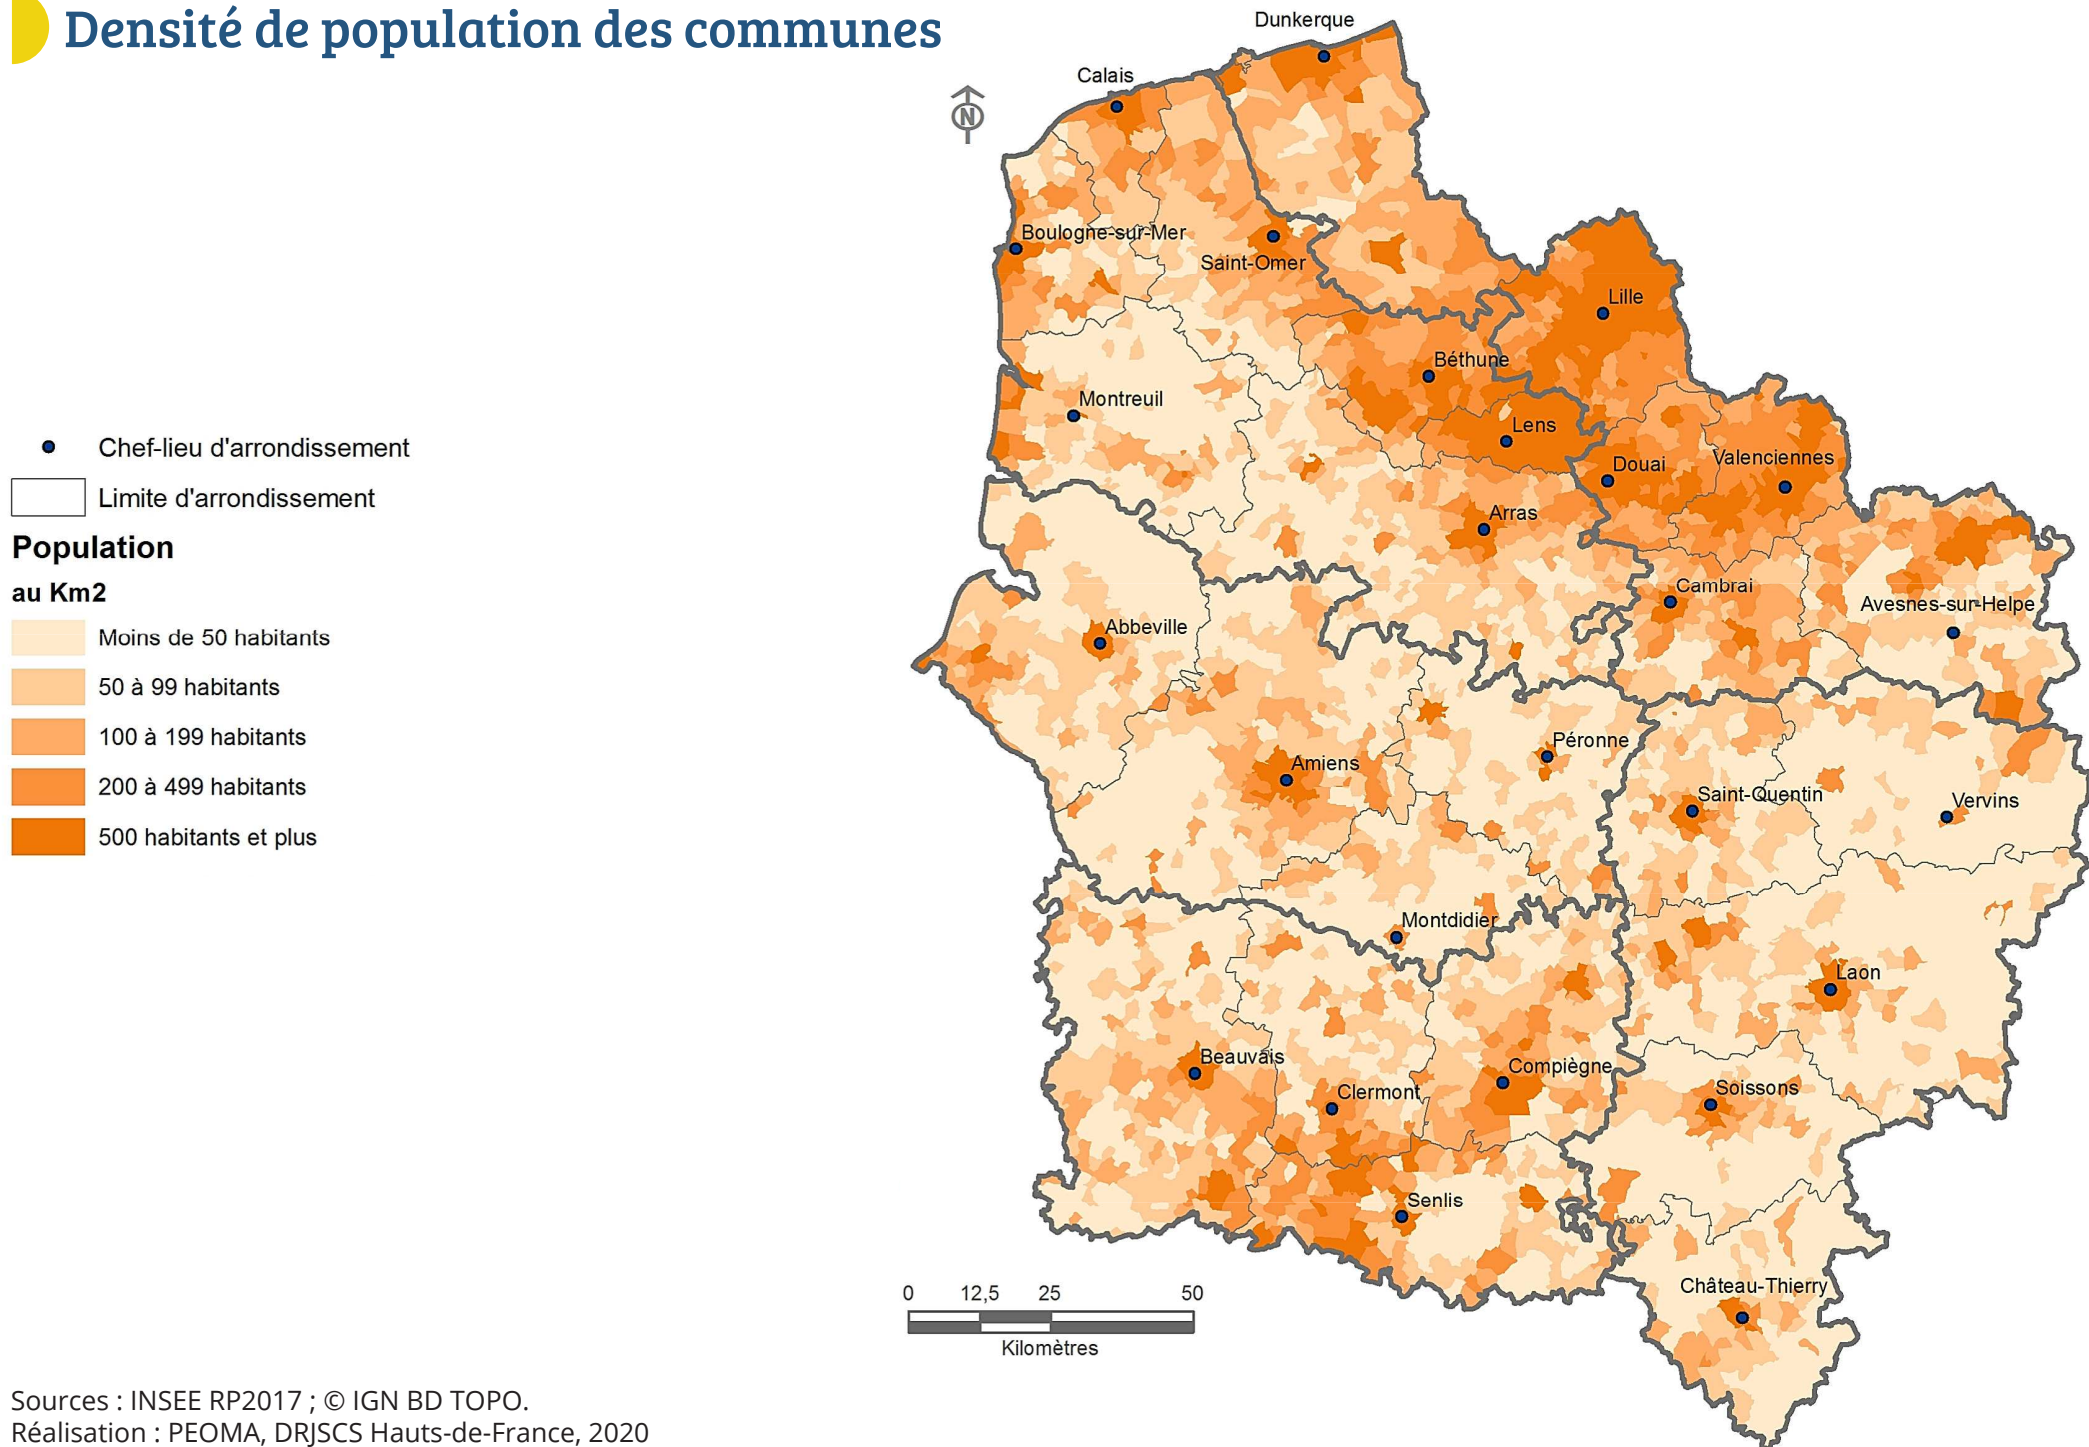 Densité de population des communes
Dunkerque
Calais
N
Boulogne-sur-Mer
Saint-Omer
Lille
Béthune
Montreuil
Lens
Chef-lieu d'arrondissement
Douai
Valenciennes
Limite d'arrondissement
Arras
Population
au Km2
Cambrai
Avesnes-sur-Helpe
Abbeville
Moins de 50 habitants
50 à 99 habitants
100 à 199 habitants
Péronne
Amiens
200 à 499 habitants
Saint-Quentin
Vervins
500 habitants et plus
Montdidier
Laon
Beauvais
Compiègne
Clermont
Soissons
Senlis
Château-Thierry
0 12,5 25 50
Kilomètres
Sources : INSEE RP2017 ; © IGN BD TOPO.
Réalisation : PEOMA, DRJSCS Hauts-de-France, 2020